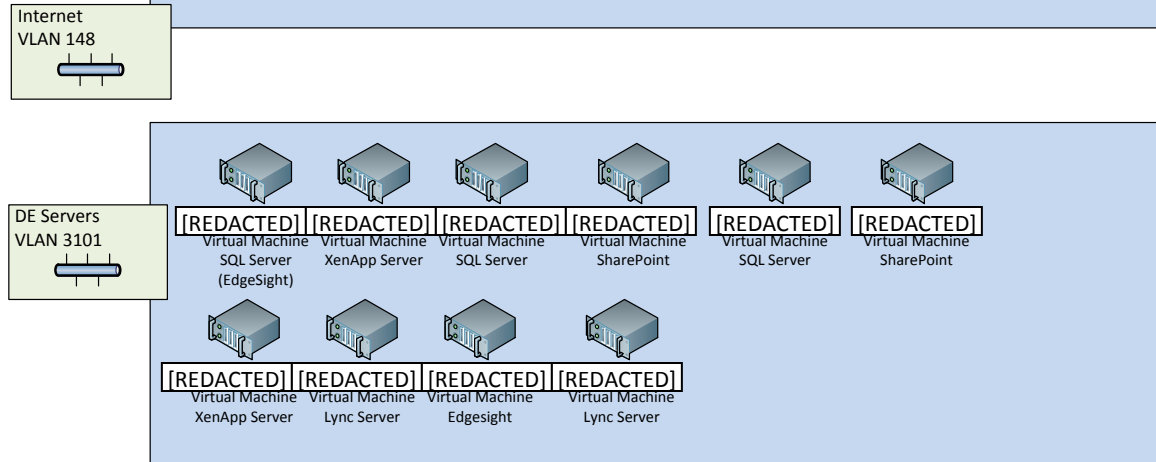 Internet
VLAN 148
DE Servers
VLAN 3101
[REDACTED] [REDACTED] [REDACTED] [REDACTED] [REDACTED] [REDACTED]
Virtual Machine Virtual Machine Virtual Machine Virtual Machine Virtual Machine Virtual Machine
SQL Server XenApp Server SQL Server SharePoint SQL Server SharePoint
(EdgeSight)
[REDACTED] [REDACTED] [REDACTED] [REDACTED]
Virtual Machine Virtual Machine Virtual Machine Virtual Machine
XenApp Server Lync Server Edgesight Lync Server